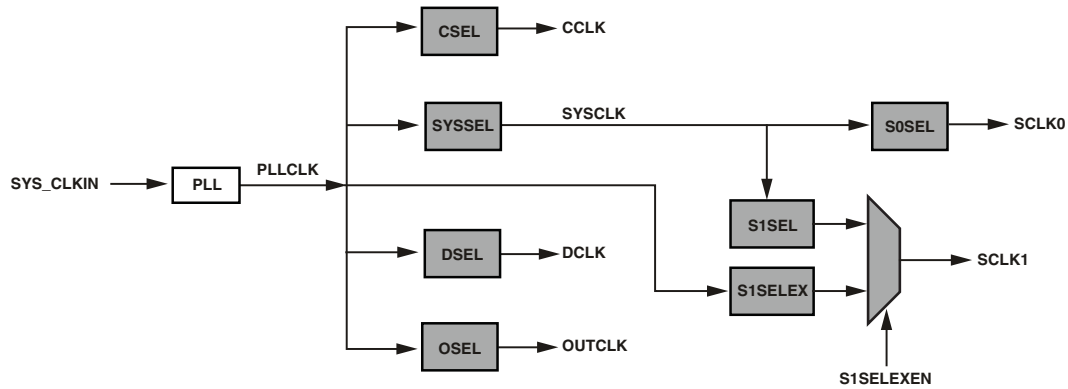 CSEL
CCLK
SYSSEL
SYSCLK
S0SEL
SCLK0
SYS_CLKIN
PLL
PLLCLK
S1SEL
DSEL
DCLK
SCLK1
S1SELEX
OSEL
OUTCLK
S1SELEXEN